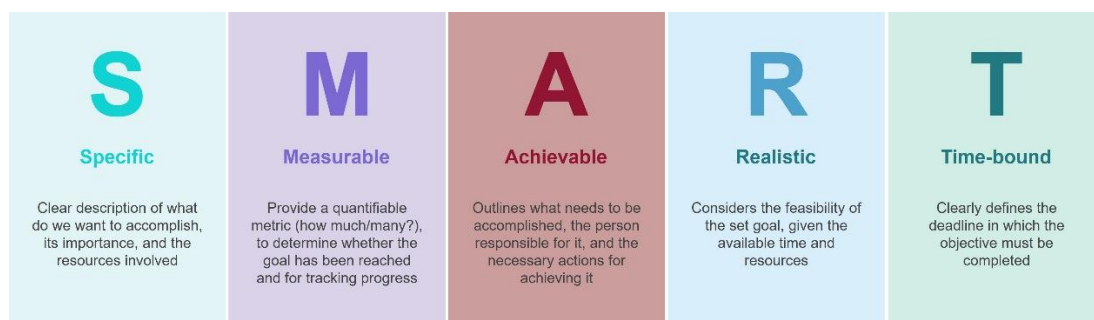 S
Specific
Clear description of what
do we want to accomplish,
its importance, and the
resources involved
M
Measurable
Provide a quantifiable
metric (how much/many?),
to determine whether the
goal has been reached
and for tracking progress
A
Achievable
Outlines what needs to be
accomplished, the person
responsible for it, and the
necessary actions for
achieving it
R
Realistic
Considers the feasibility of
the set goal, given the
available time and
resources
T
Time-bound
Clearly defines the
deadline in which the
objective must be
completed